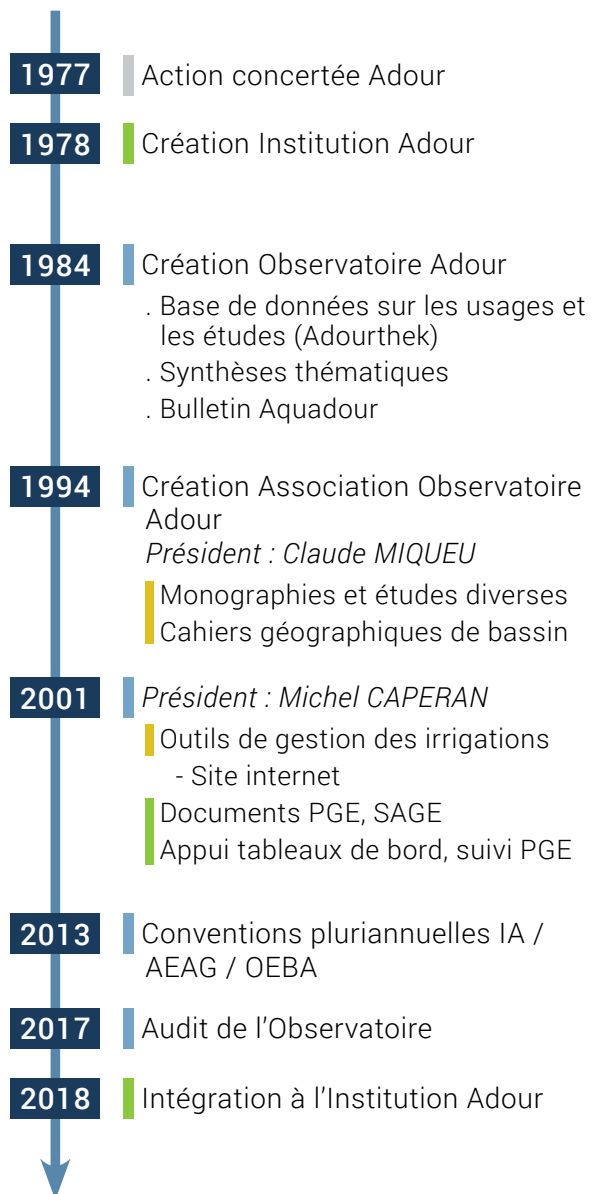 1977 Action concertée Adour
1978 Création Institution Adour
1984 Création Observatoire Adour
. Base de données sur les usages et
les études (Adourthek)
. Synthèses thématiques
. Bulletin Aquadour
1994 Création Association Observatoire
Adour
Président : Claude MIQUEU
Monographies et études diverses
Cahiers géographiques de bassin
2001 Président : Michel CAPERAN
Outils de gestion des irrigations
- Site internet
Documents PGE, SAGE
Appui tableaux de bord, suivi PGE
2013 Conventions pluriannuelles IA /
AEAG / OEBA
2017 Audit de l’Observatoire
2018 Intégration à l’Institution Adour